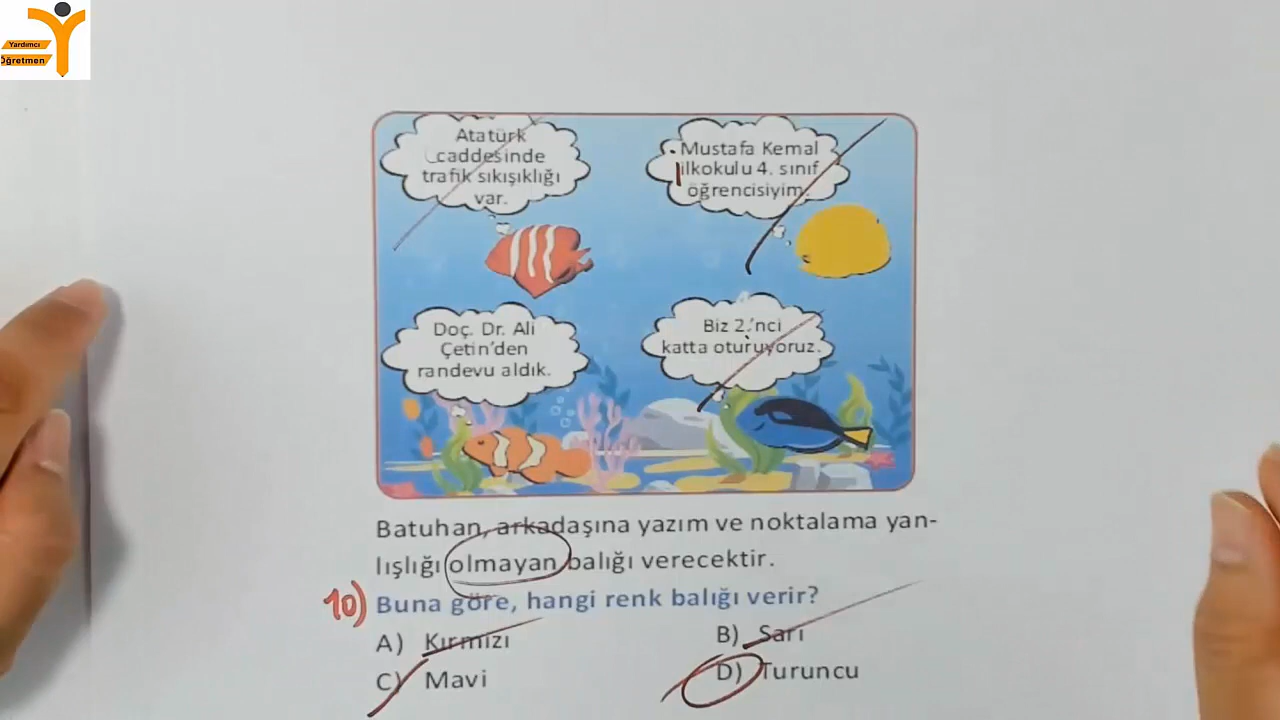 Yardımcı
Öğretmen
Atatürk
caddesinde
trafik sıkışıklığı
var.
Mustafa Kemal
ilkokulu 4. sınıf
öğrencisiyim.
Doç. Dr. Ali
Çetin'den
randevu aldık.
Biz 2.'nci
katta oturuyoruz.
Batuhan, arkadaşına yazım ve noktalama yan-
lışlığı olmayan balığı verecektir.
10) Buna göre, hangi renk balığı verir?
A) Kırmızı
B) Sarı
C) Mavi
D) Turuncu